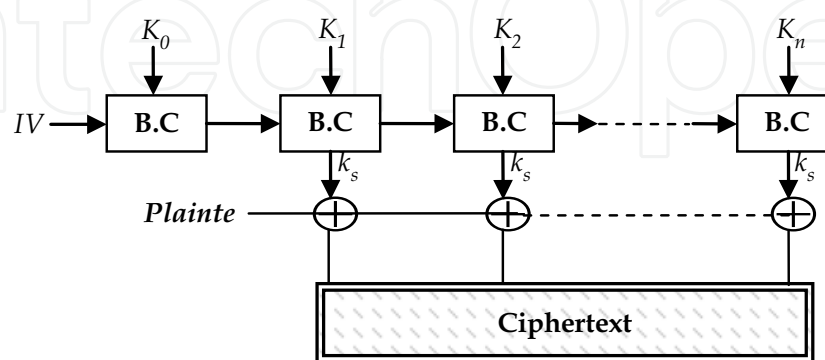 K0 K1 K2 Kn
IV B.C B.C B.C B.C
ks ks ks
Plainte
Ciphertext